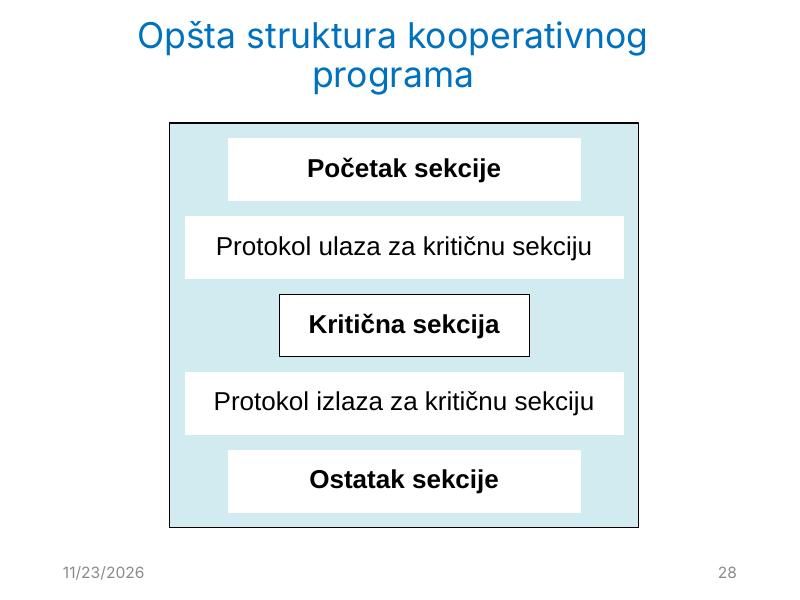 Opšta struktura kooperativnog
programa
Početak sekcije
Protokol ulaza za kritičnu sekciju
Kritična sekcija
Protokol izlaza za kritičnu sekciju
Ostatak sekcije
11/23/2026
28